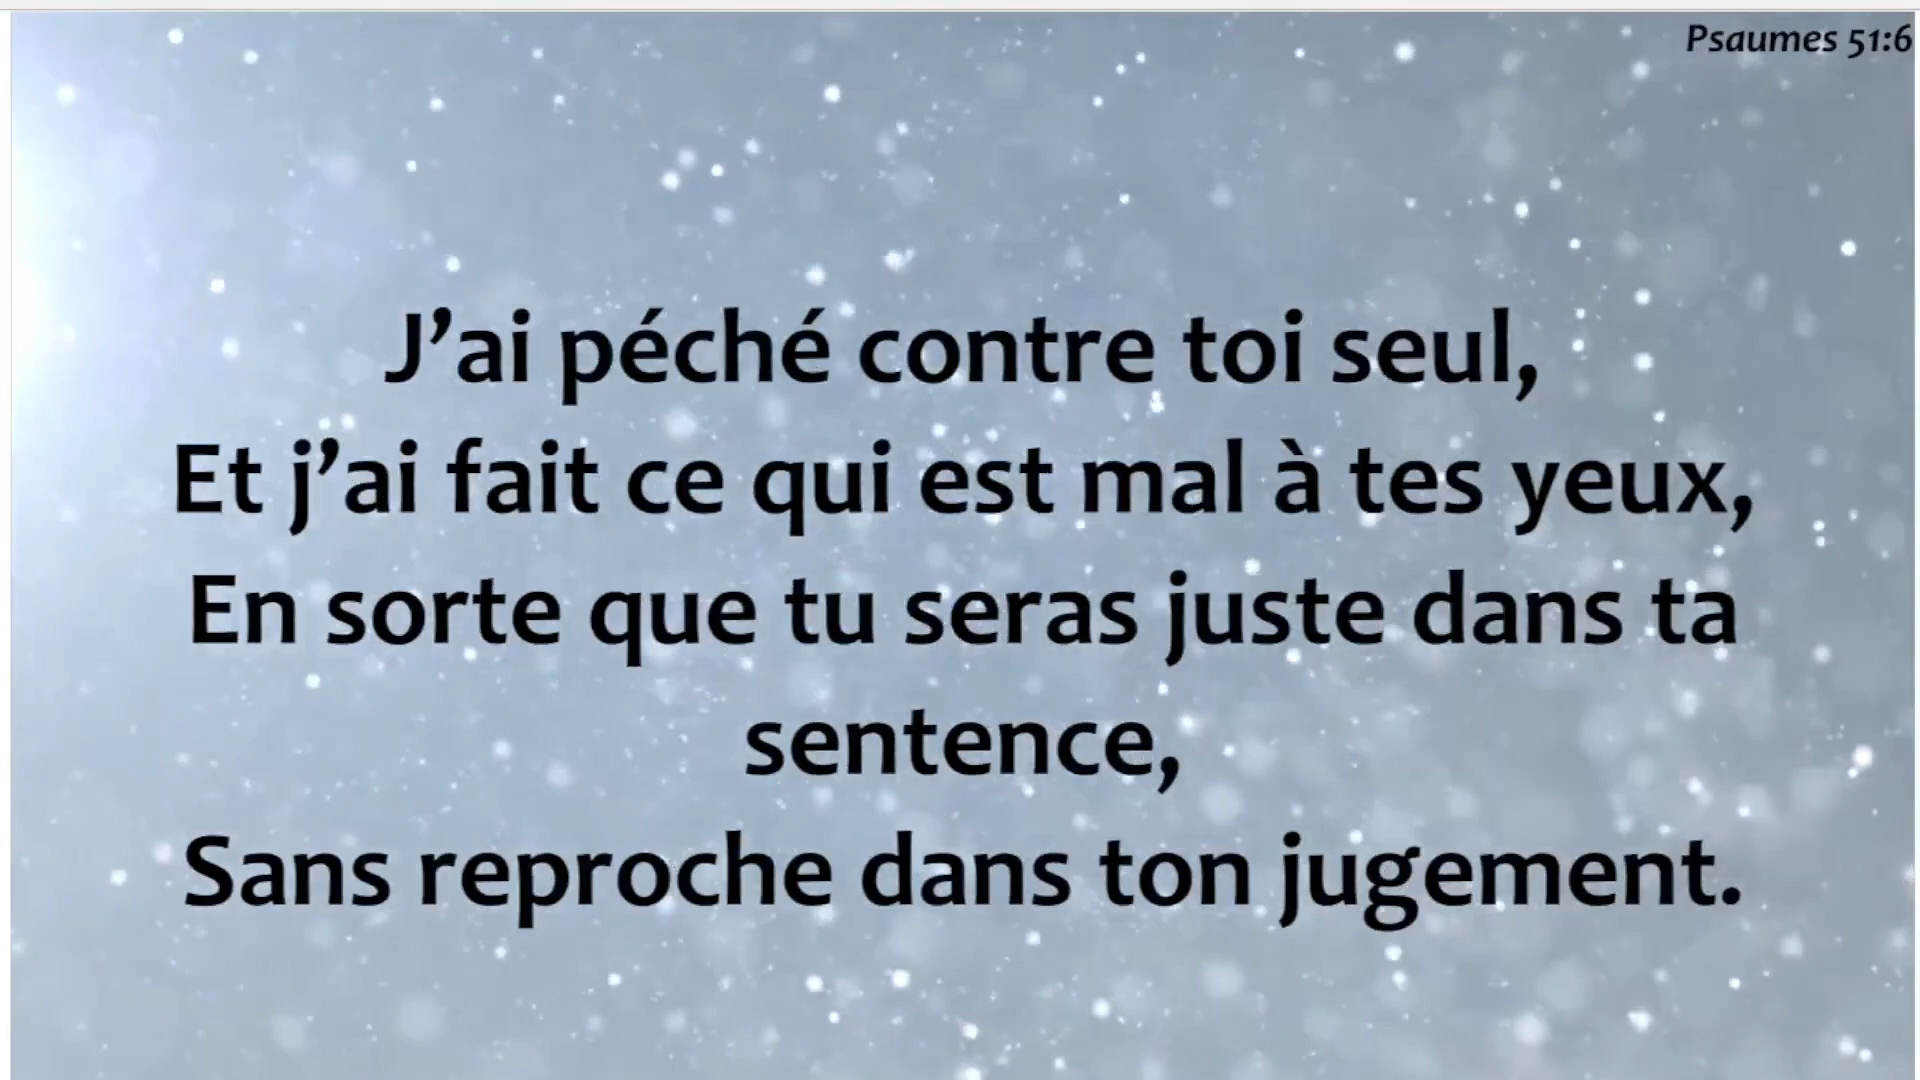 Psaumes 51:6
J’ai péché contre toi seul,
Et j’ai fait ce qui est mal à tes yeux,
En sorte que tu seras juste dans ta
sentence,
Sans reproche dans ton jugement.